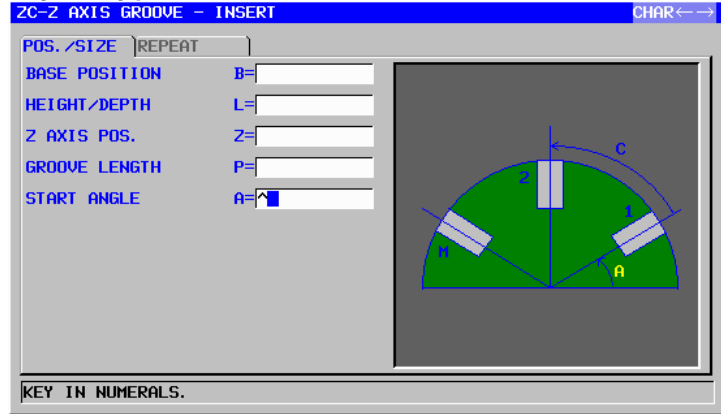 ZC-Z AXIS GROOVE - INSERT CHAR←→
POS./SIZE REPEAT
BASE POSITION B=
HEIGHT/DEPTH L=
Z AXIS POS. Z=
GROOVE LENGTH P=
START ANGLE A=^
C
2
1
M
A
KEY IN NUMERALS.